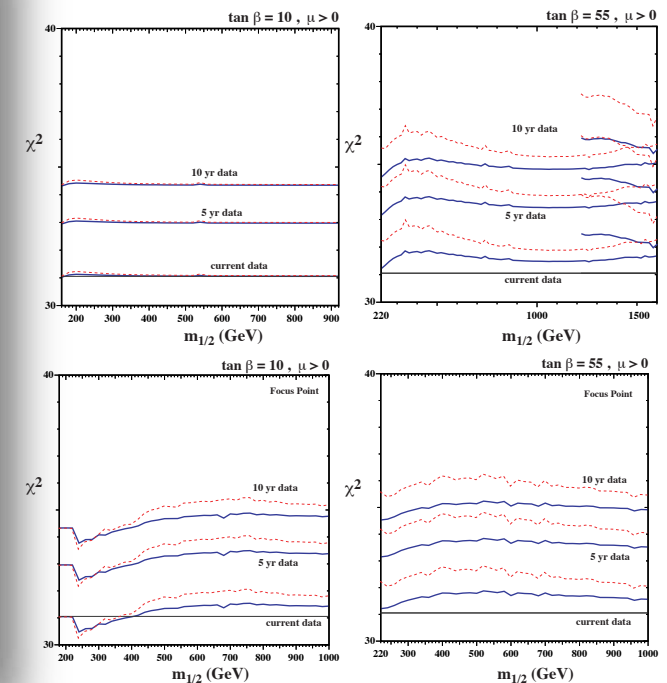 tan β = 10 , μ > 0
40
χ2
10 yr data
5 yr data
current data
30
200 300 400 500 600 700 800 900
m1/2 (GeV)
tan β = 55 , μ > 0
40
χ2
10 yr data
5 yr data
current data
30
220 1000 1500
m1/2 (GeV)
tan β = 10 , μ > 0
40
Focus Point
χ2
10 yr data
5 yr data
current data
30
200 300 400 500 600 700 800 900 1000
m1/2 (GeV)
tan β = 55 , μ > 0
40
Focus Point
χ2
10 yr data
5 yr data
current data
30
220 300 400 500 600 700 800 900 1000
m1/2 (GeV)